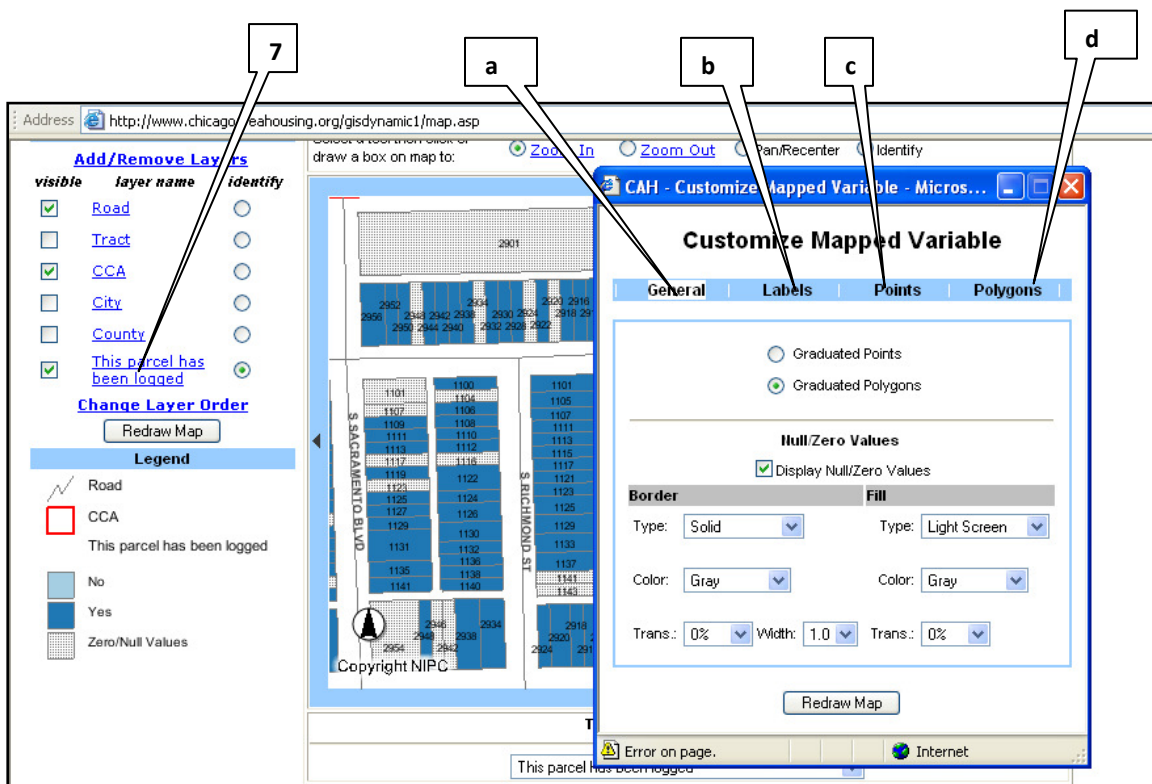 7
a
b
c
d
Address http://www.chicagoareahousing.org/gisdynamic1/map.asp
Add/Remove Layers
visible layer name identify
Road
Tract
CCA
City
County
This parcel has
been logged
Change Layer Order
Redraw Map
Legend
Road
CCA
This parcel has been logged
No
Yes
Zero/Null Values
draw a box on map to:
Zoom In Zoom Out Pan/Recenter Identify
2901
2952 2948 2942 2934 2930 2924 2920 2916
2956 2950 2944 2940 2938 2932 2928 2922 2918
1101
1107
1109
1111
1113
1117
1119
1123
1125
1127
1129
1131
1135
1141
1100
1104
1106
1108
1110
1112
1116
1122
1124
1126
1130
1132
1136
1138
1140
1101
1105
1107
1111
1113
1115
1117
1121
1123
1125
1129
1133
1137
1141
1143
S SACRAMENTO BLVD
S RICHMOND ST
2946 2934
2948 2938
2954 2942
2918
2920
2924
Copyright NIPC
This parcel has been logged
CAH - Customize Mapped Variable - Micros...
Customize Mapped Variable
General Labels Points Polygons
Graduated Points
Graduated Polygons
Null/Zero Values
Display Null/Zero Values
Border Fill
Type: Solid Type: Light Screen
Color: Gray Color: Gray
Trans.: 0% Width: 1.0 Trans.: 0%
Redraw Map
Error on page. Internet